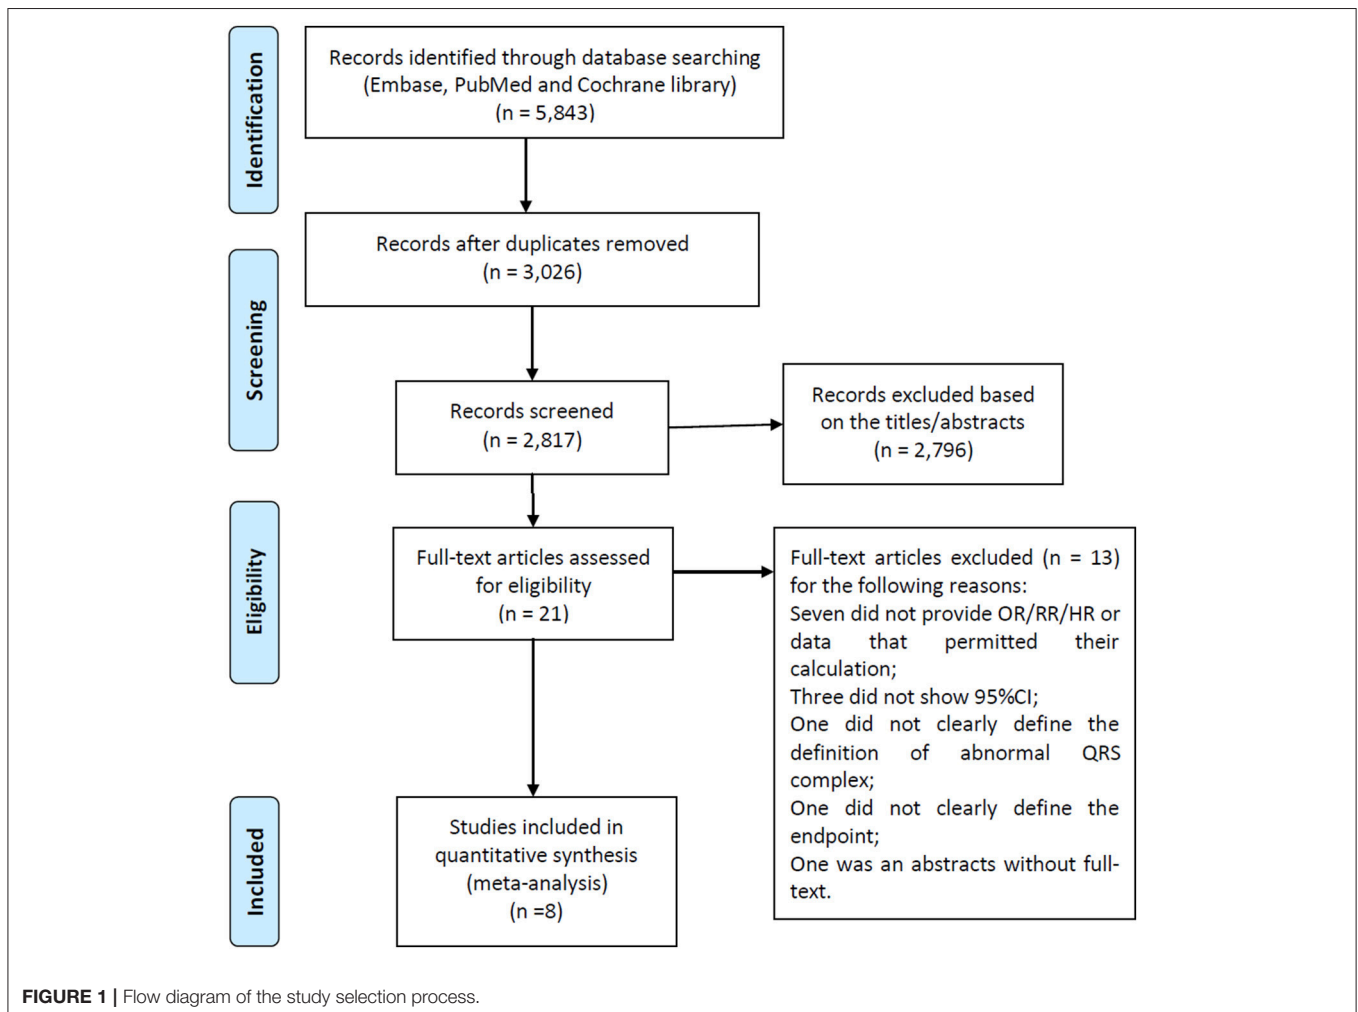 Identification
Records identified through database searching
(Embase, PubMed and Cochrane library)
(n = 5,843)
Records after duplicates removed
(n = 3,026)
Screening
Records screened
(n = 2,817)
Records excluded based
on the titles/abstracts
(n = 2,796)
Eligibility
Full-text articles assessed
for eligibility
(n = 21)
Full-text articles excluded (n = 13)
for the following reasons:
Seven did not provide OR/RR/HR or
data that permitted their
calculation;
Three did not show 95%CI;
One did not clearly define the
definition of abnormal QRS
complex;
One did not clearly define the
endpoint;
One was an abstracts without full-
text.
Included
Studies included in
quantitative synthesis
(meta-analysis)
(n =8)
FIGURE 1 | Flow diagram of the study selection process.